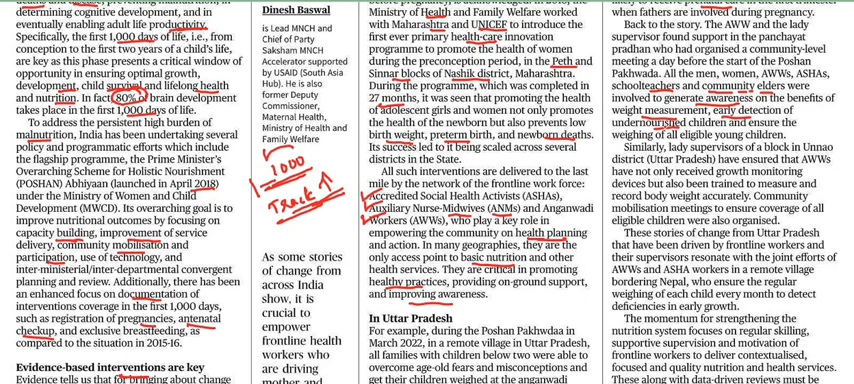 determining cognitive development, and in
eventually enabling adult life productivity.
Specifically, the first 1,000 days of life, i.e., from
conception to the first two years of a child's life,
are key as this phase presents a critical window of
opportunity in ensuring optimal growth,
development, child survival and lifelong health
and nutrition. In fact 80% of brain development
takes place in the first 1,000 days of life.
To address the persistent high burden of
malnutrition, India has been undertaking several
policy and programmatic efforts which include
the flagship programme, the Prime Minister's
Overarching Scheme for Holistic Nourishment
(POSHAN) Abhiyaan (launched in April 2018)
under the Ministry of Women and Child
Development (MWCD). Its overarching goal is to
improve nutritional outcomes by focusing on
capacity building, improvement of service
delivery, community mobilisation and
participation, use of technology, and
inter-ministerial/inter-departmental convergent
planning and review. Additionally, there has been
an enhanced focus on documentation of
interventions coverage in the first 1,000 days,
such as registration of pregnancies, antenatal
checkup, and exclusive breastfeeding, as
compared to the situation in 2015-16.
Evidence-based interventions are key
Evidence tells us that for bringing about change
Dinesh Baswal
is Lead MNCH and
Chief of Party
Saksham MNCH
Accelerator supported
by USAID (South Asia
Hub). He is also
former Deputy
Commissioner,
Maternal Health,
Ministry of Health and
Family Welfare
1000
Track
As some stories
of change from
across India
show, it is
crucial to
empower
frontline health
workers who
are driving
mother and
Ministry of Health and Family Welfare worked
with Maharashtra and UNICEF to introduce the
first ever primary health-care innovation
programme to promote the health of women
during the preconception period, in the Peth and
Sinnar blocks of Nashik district, Maharashtra.
During the programme, which was completed in
27 months, it was seen that promoting the health
of adolescent girls and women not only promotes
the health of the newborn but also prevents low
birth weight, preterm birth, and newborn deaths.
Its success led to it being scaled across several
districts in the State.
All such interventions are delivered to the last
mile by the network of the frontline work force:
Accredited Social Health Activists (ASHAs),
Auxiliary Nurse-Midwives (ANMs) and Anganwadi
Workers (AWWs), who play a key role in
empowering the community on health planning
and action. In many geographies, they are the
only access point to basic nutrition and other
health services. They are critical in promoting
healthy practices, providing on-ground support,
and improving awareness.
In Uttar Pradesh
For example, during the Poshan Pakhwdaa in
March 2022, in a remote village in Uttar Pradesh,
all families with children below two were able to
overcome age-old fears and misconceptions and
get their children weighed at the anganwadi
when fathers are involved during pregnancy.
Back to the story. The AWW and the lady
supervisor found support in the panchayat
pradhan who had organised a community-level
meeting a day before the start of the Poshan
Pakhwada. All the men, women, AWWs, ASHAs,
schoolteachers and community elders were
involved to generate awareness on the benefits of
weight measurement, early detection of
undernourished children and ensure the
weighing of all eligible young children.
Similarly, lady supervisors of a block in Unnao
district (Uttar Pradesh) have ensured that AWWs
have not only received growth monitoring
devices but also been trained to measure and
record body weight accurately. Community
mobilisation meetings to ensure coverage of all
eligible children were also organised.
These stories of change from Uttar Pradesh
that have been driven by frontline workers and
their supervisors resonate with the joint efforts of
AWWs and ASHA workers in a remote village
bordering Nepal, who ensure the regular
weighing of each child every month to detect
deficiencies in early growth.
The momentum for strengthening the
nutrition system focuses on regular skilling,
supportive supervision and motivation of
frontline workers to deliver contextualised,
focused and quality nutrition and health services.
These along with data-driven reviews must be